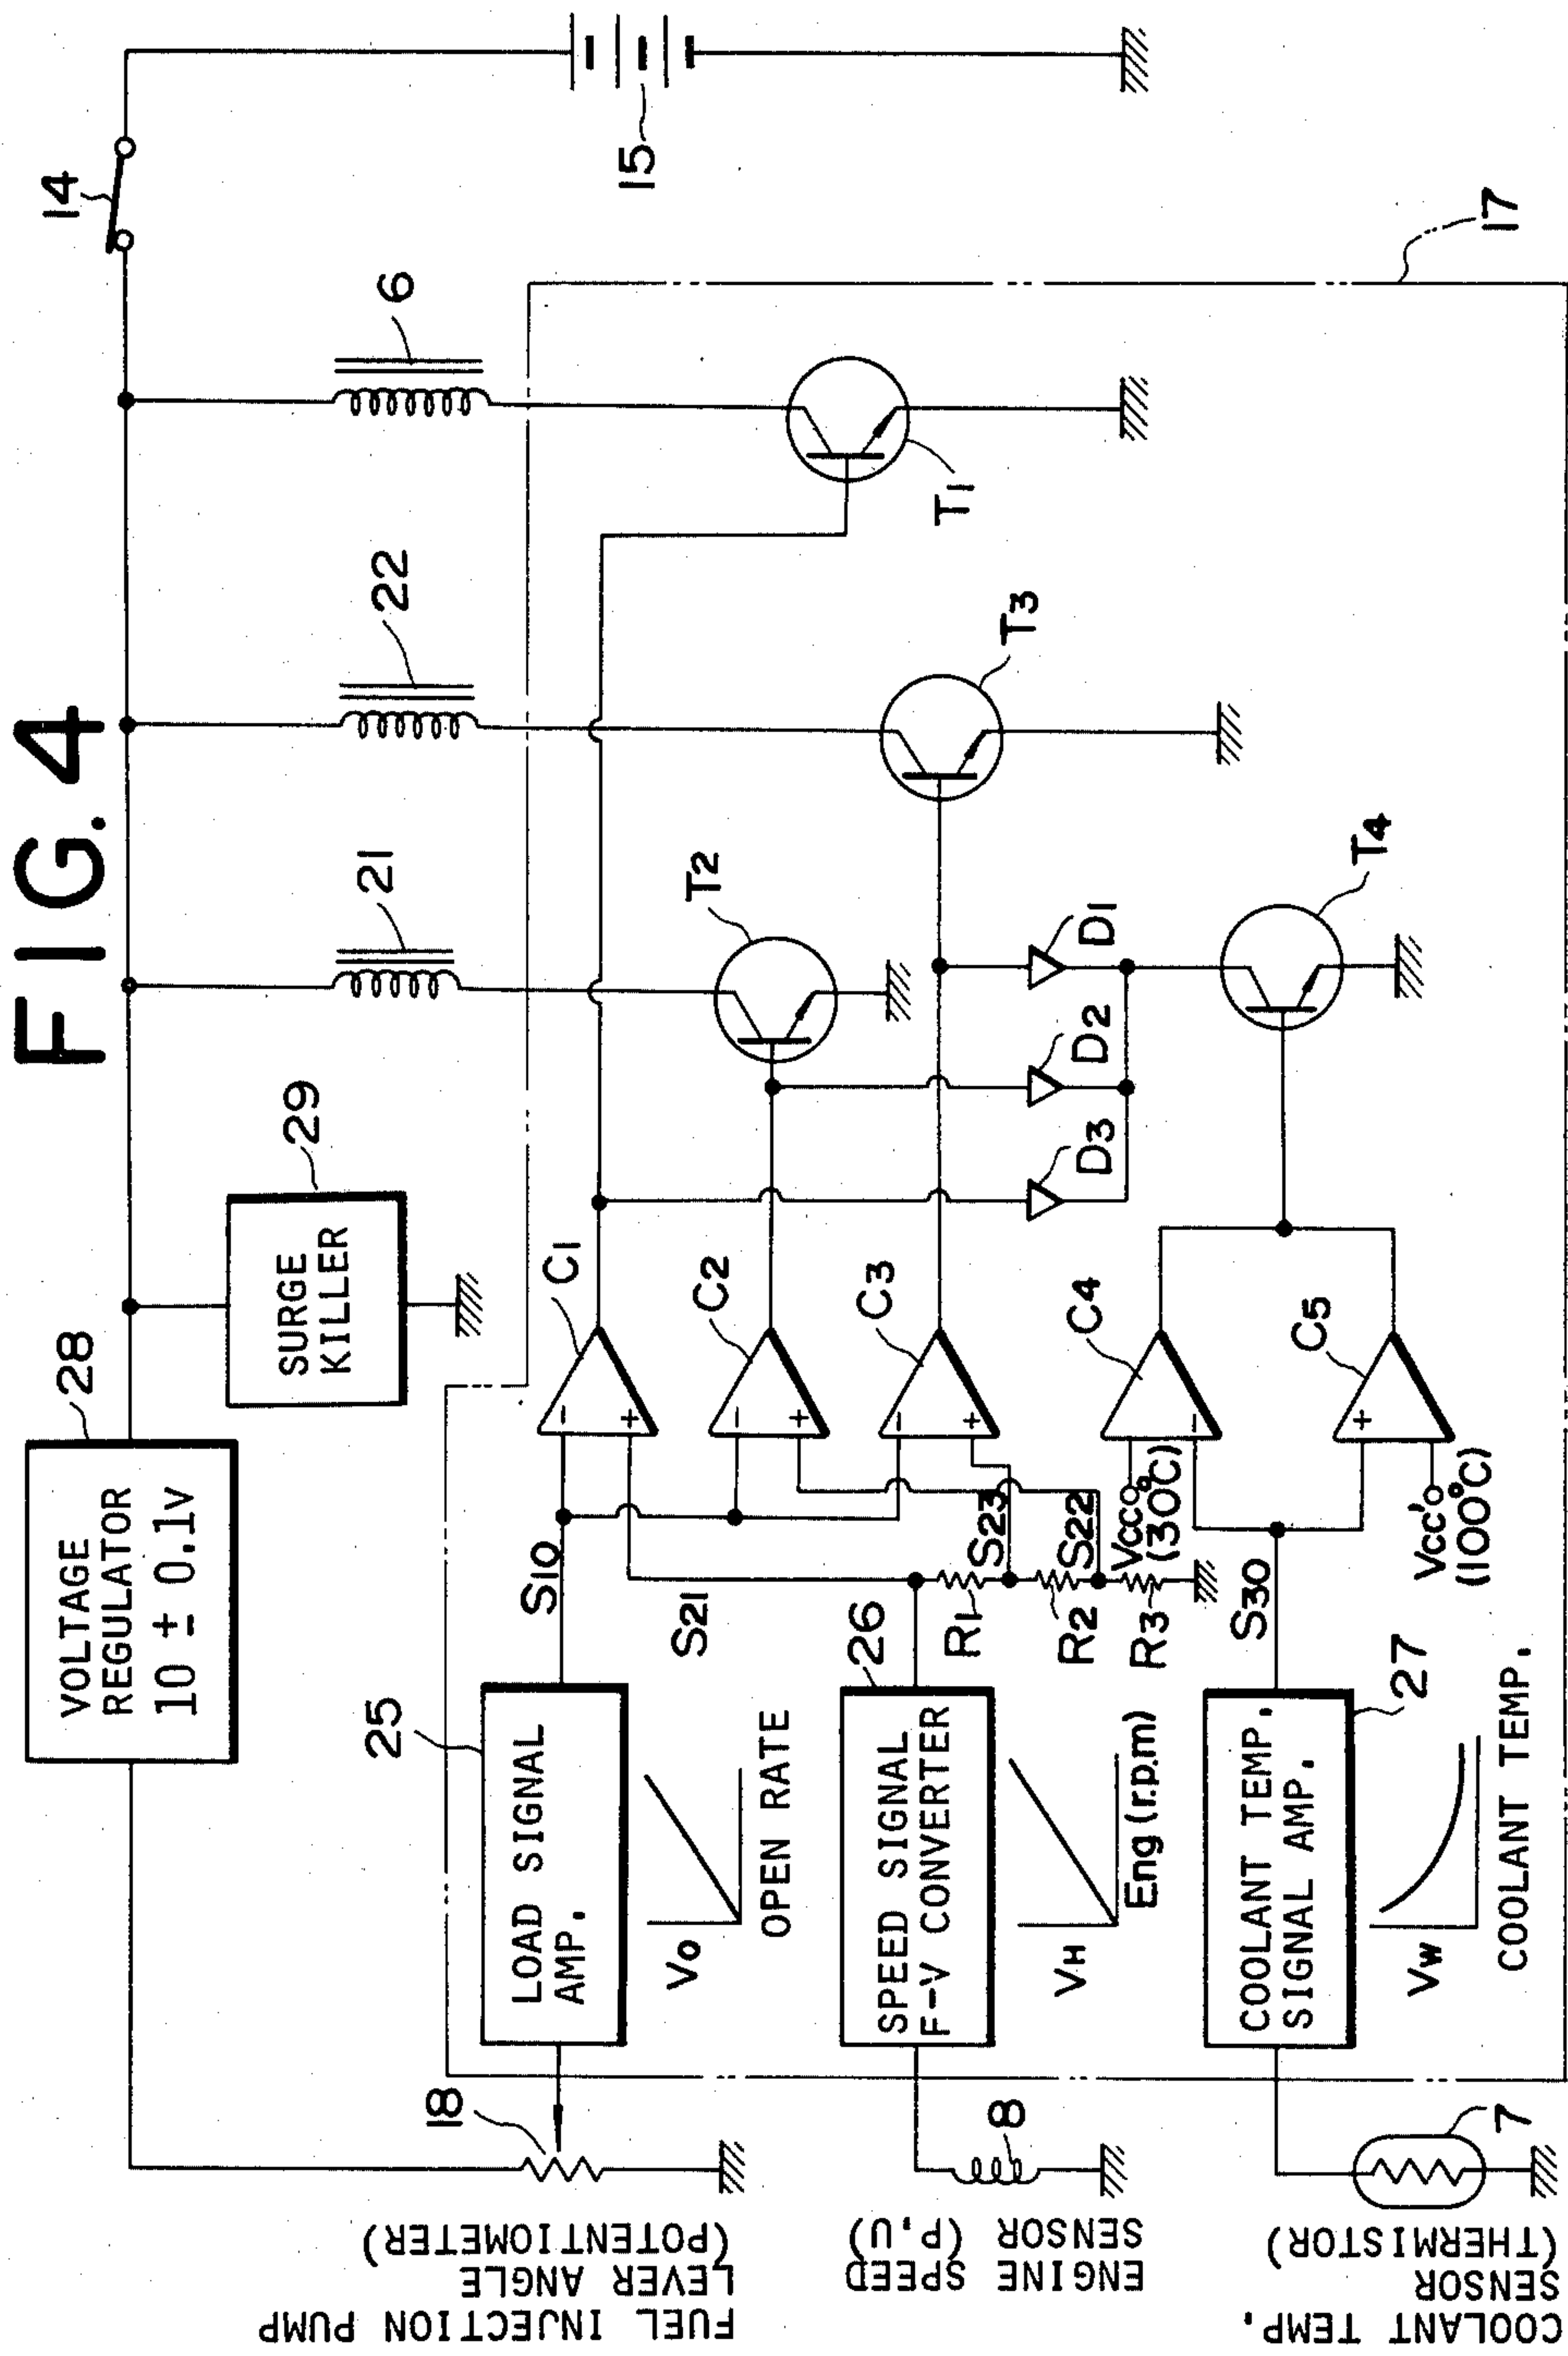 FIG. 4
14
15
6
22
21
29
SURGE
KILLER
28
VOLTAGE
REGULATOR
10 ± 0.1v
17
T1
T3
T2
T4
D1
D2
D3
C1
C2
C3
C4
C5
−
+
−
+
−
+
−
+
S10
S21
S23
S22
S30
Vcc
(30°C)
Vcc'
(100°C)
R1
R2
R3
25
LOAD SIGNAL
AMP.
Vo
OPEN RATE
26
SPEED SIGNAL
F-V CONVERTER
VH
Eng (r.p.m)
27
COOLANT TEMP.
SIGNAL AMP.
Vw
COOLANT TEMP.
18
8
7
FUEL INJECTION PUMP
LEVER ANGLE
(POTENTIOMETER)
ENGINE SPEED
SENSOR (P.U)
COOLANT TEMP.
SENSOR
(THERMISTOR)